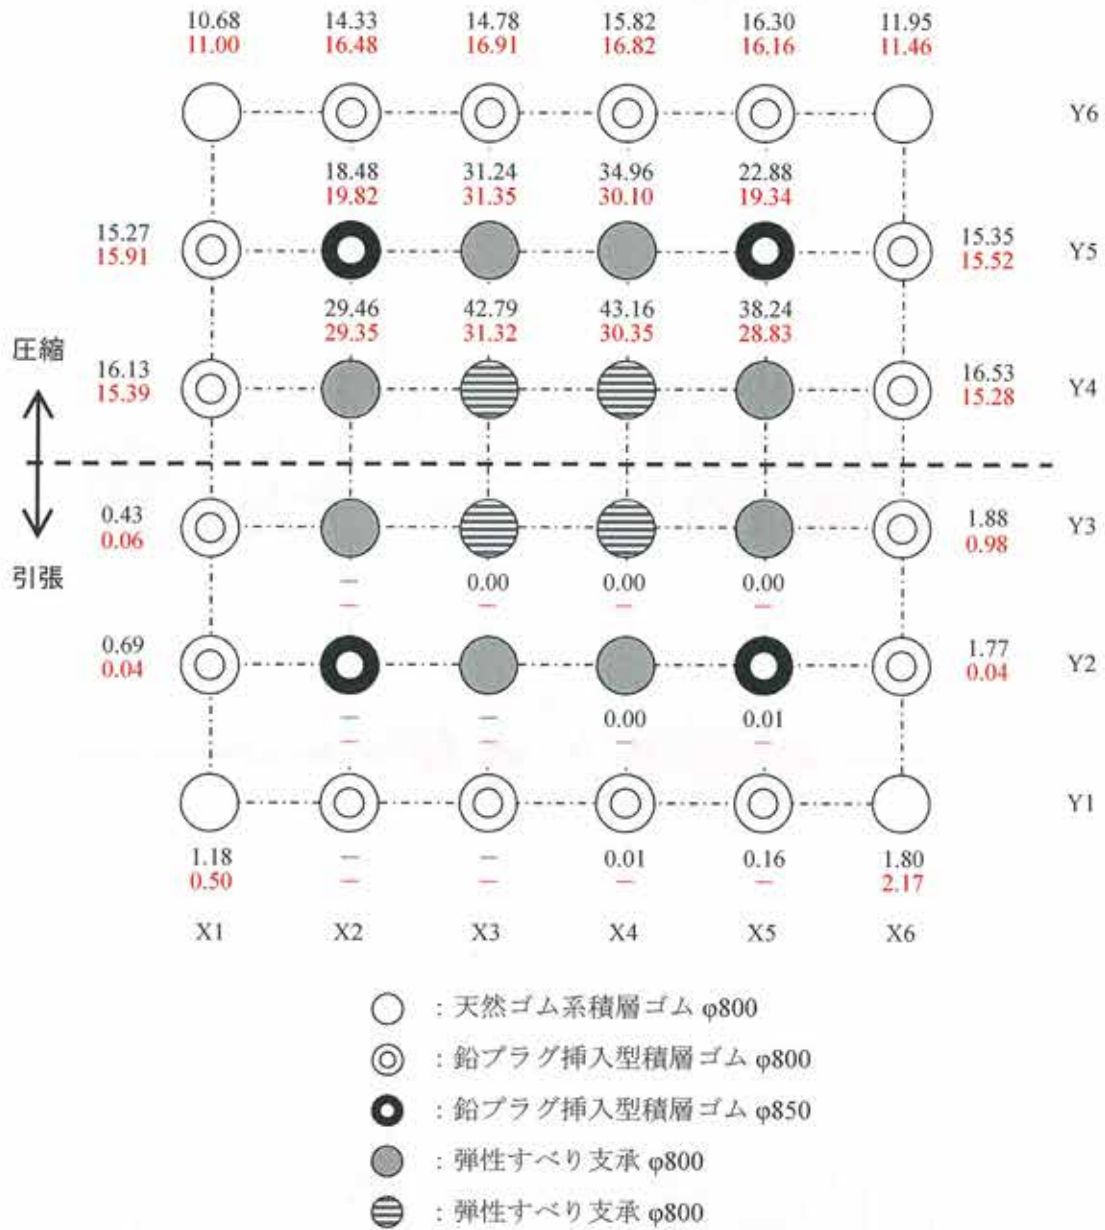 10.68 14.33 14.78 15.82 16.30 11.95
11.00 16.48 16.91 16.82 16.16 11.46
Y6
18.48 31.24 34.96 22.88
19.82 31.35 30.10 19.34
15.27 15.35
15.91 15.52
Y5
29.46 42.79 43.16 38.24
29.35 31.32 30.35 28.83
圧縮
16.13 16.53
15.39 15.28
Y4
0.43 1.88
0.06 0.98
Y3
引張
— 0.00 0.00 0.00
— — — —
0.69 1.77
0.04 0.04
Y2
— — 0.00 0.01
— — — —
Y1
1.18 — — 0.01 0.16 1.80
0.50 — — — — 2.17
X1 X2 X3 X4 X5 X6
：天然ゴム系積層ゴム φ800
：鉛プラグ挿入型積層ゴム φ800
：鉛プラグ挿入型積層ゴム φ850
：弾性すべり支承 φ800
：弾性すべり支承 φ800